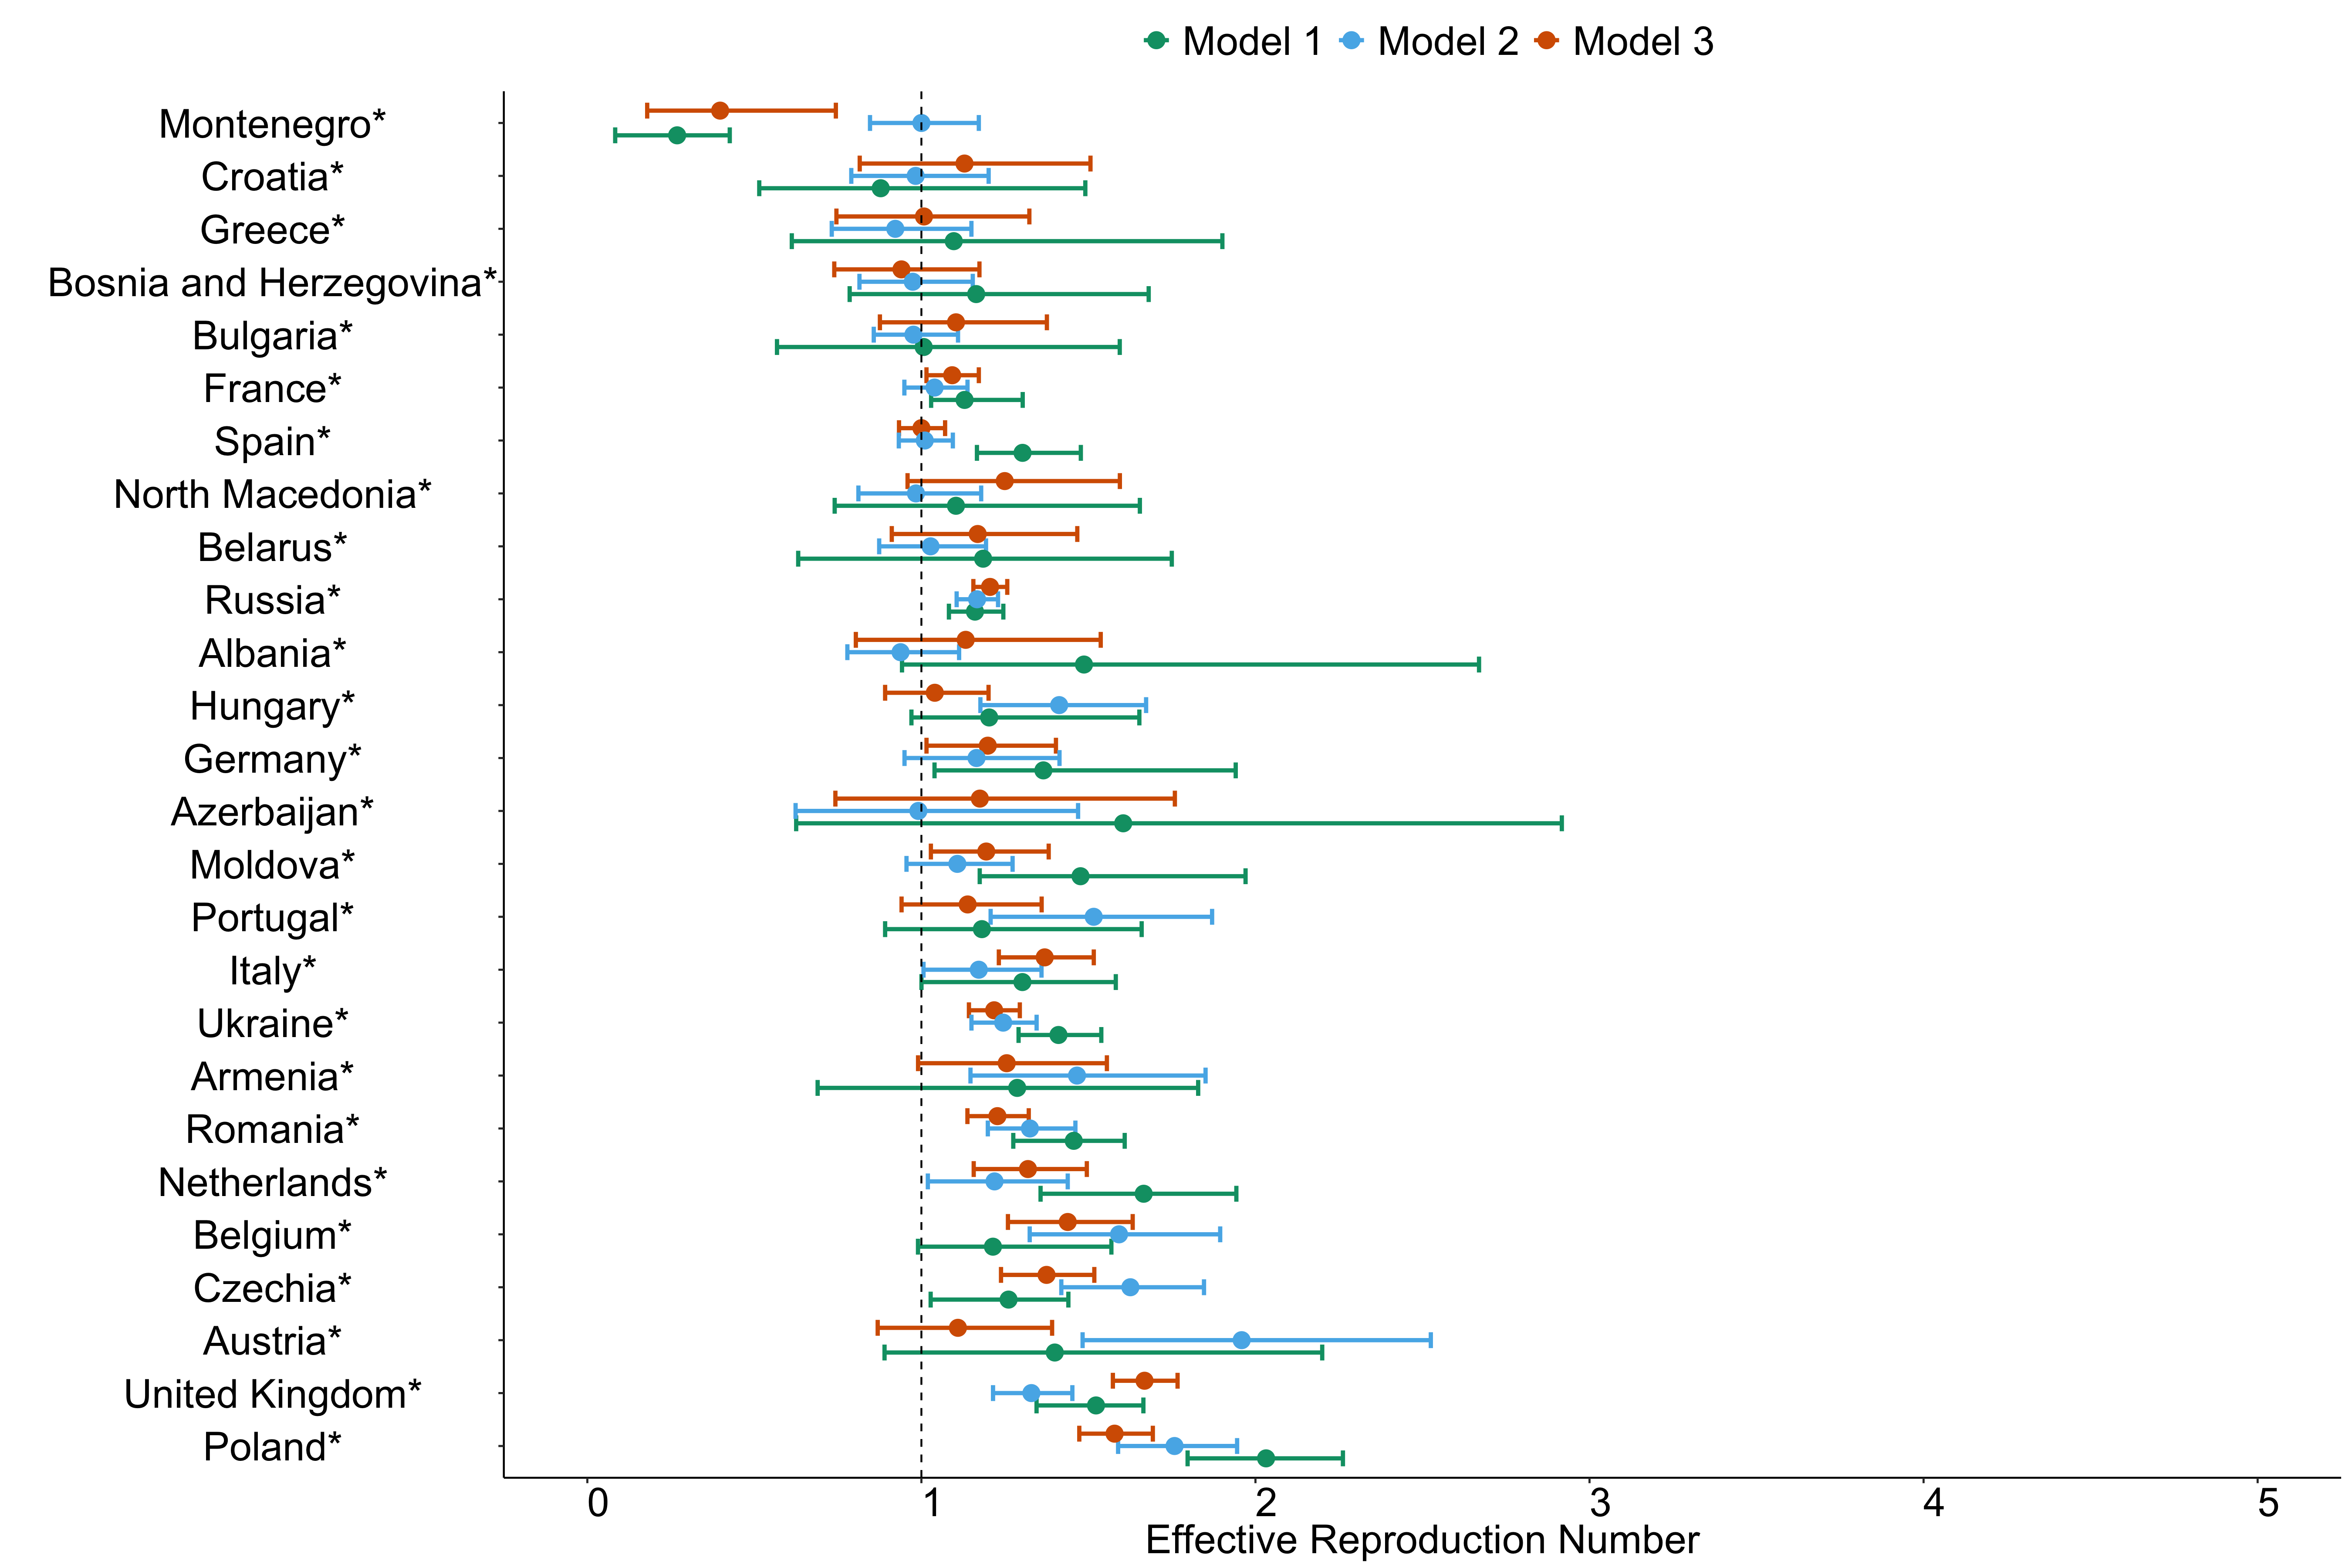 Model 1 Model 2 Model 3
Montenegro*
Croatia*
Greece*
Bosnia and Herzegovina*
Bulgaria*
France*
Spain*
North Macedonia*
Belarus*
Russia*
Albania*
Hungary*
Germany*
Azerbaijan*
Moldova*
Portugal*
Italy*
Ukraine*
Armenia*
Romania*
Netherlands*
Belgium*
Czechia*
Austria*
United Kingdom*
Poland*
0 1 2 3 4 5
Effective Reproduction Number